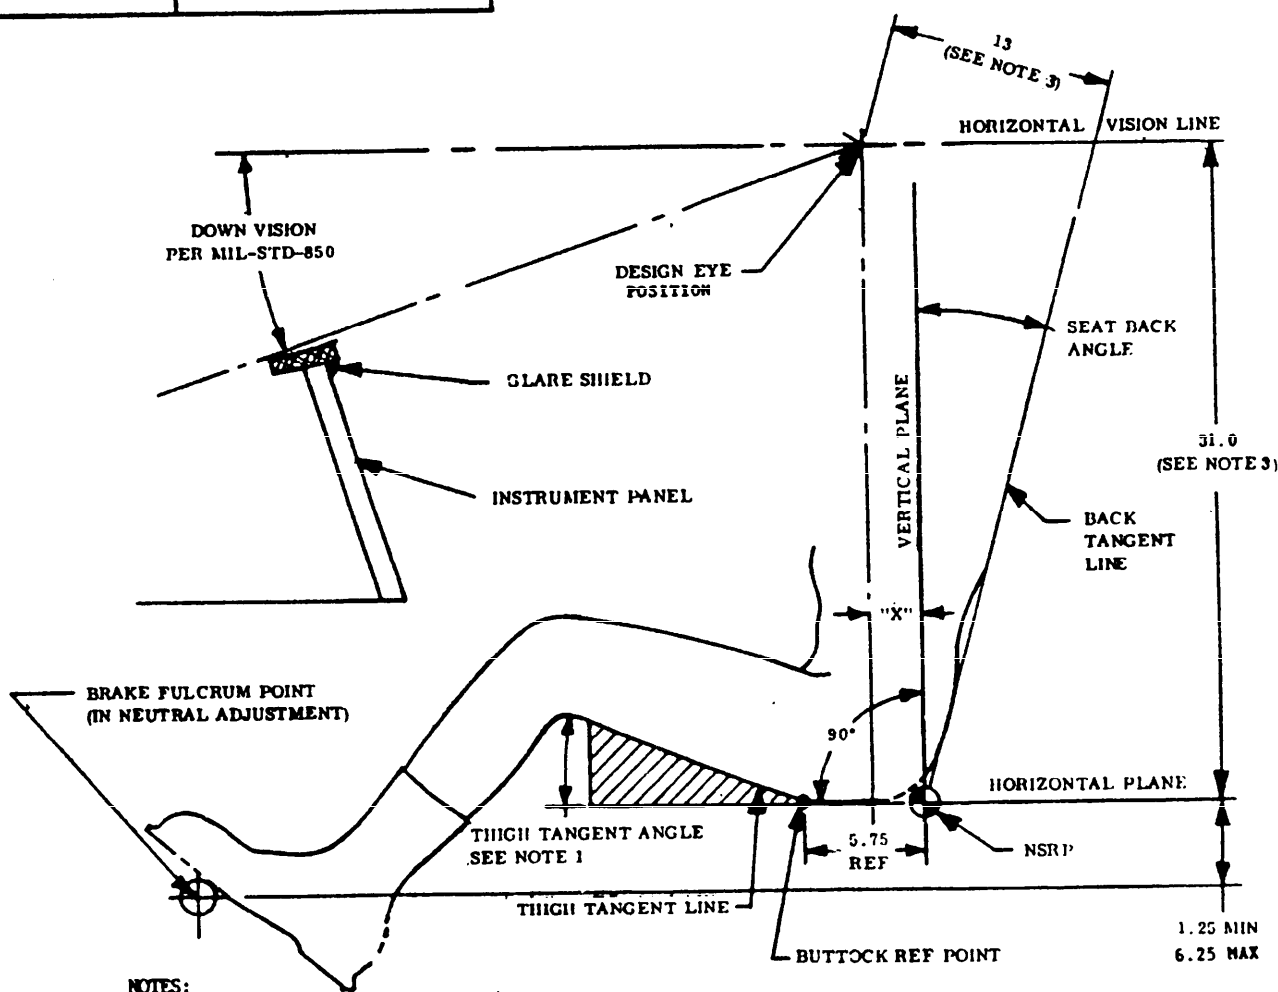 13
(SEE NOTE 3)
HORIZONTAL VISION LINE
DOWN VISION
PER MIL-STD-850
DESIGN EYE
POSITION
SEAT BACK
ANGLE
GLARE SHIELD
VERTICAL PLANE
31.0
(SEE NOTE 3)
INSTRUMENT PANEL
BACK
TANGENT
LINE
"X"
BRAKE FULCRUM POINT
(IN NEUTRAL ADJUSTMENT)
90°
HORIZONTAL PLANE
THIGH TANGENT ANGLE
SEE NOTE 1
5.75
REF
NSRP
THIGH TANGENT LINE
1.25 MIN
6.25 MAX
BUTTOCK REF POINT
NOTES: